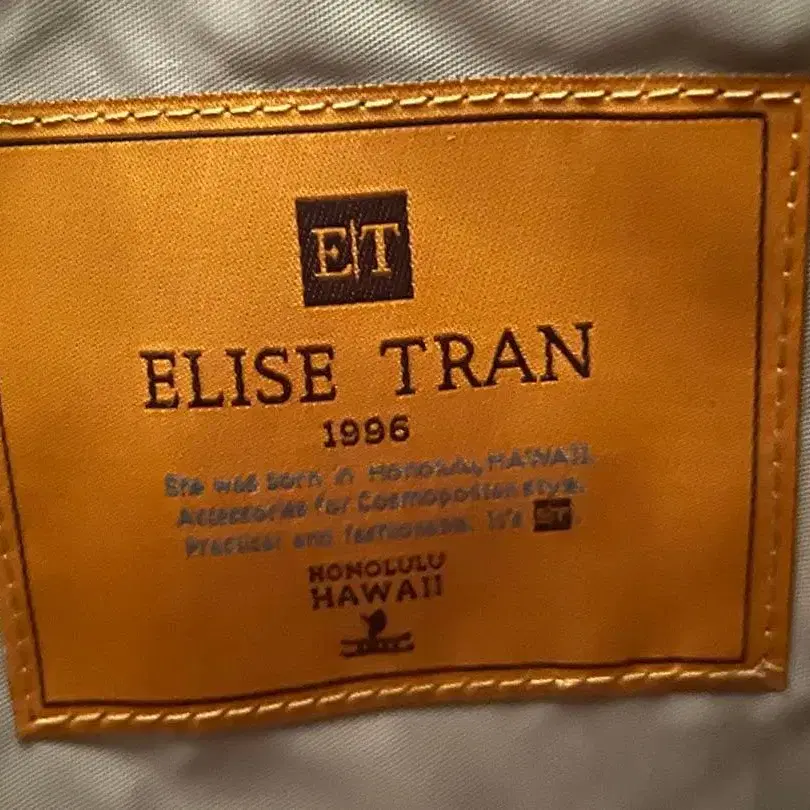 E|T
ELISE TRAN
1996
She was born in Honolulu, HAWAII.
Accessories for Cosmopolitan style.
Practical and fashionable. It's ET.
HONOLULU
HAWAII